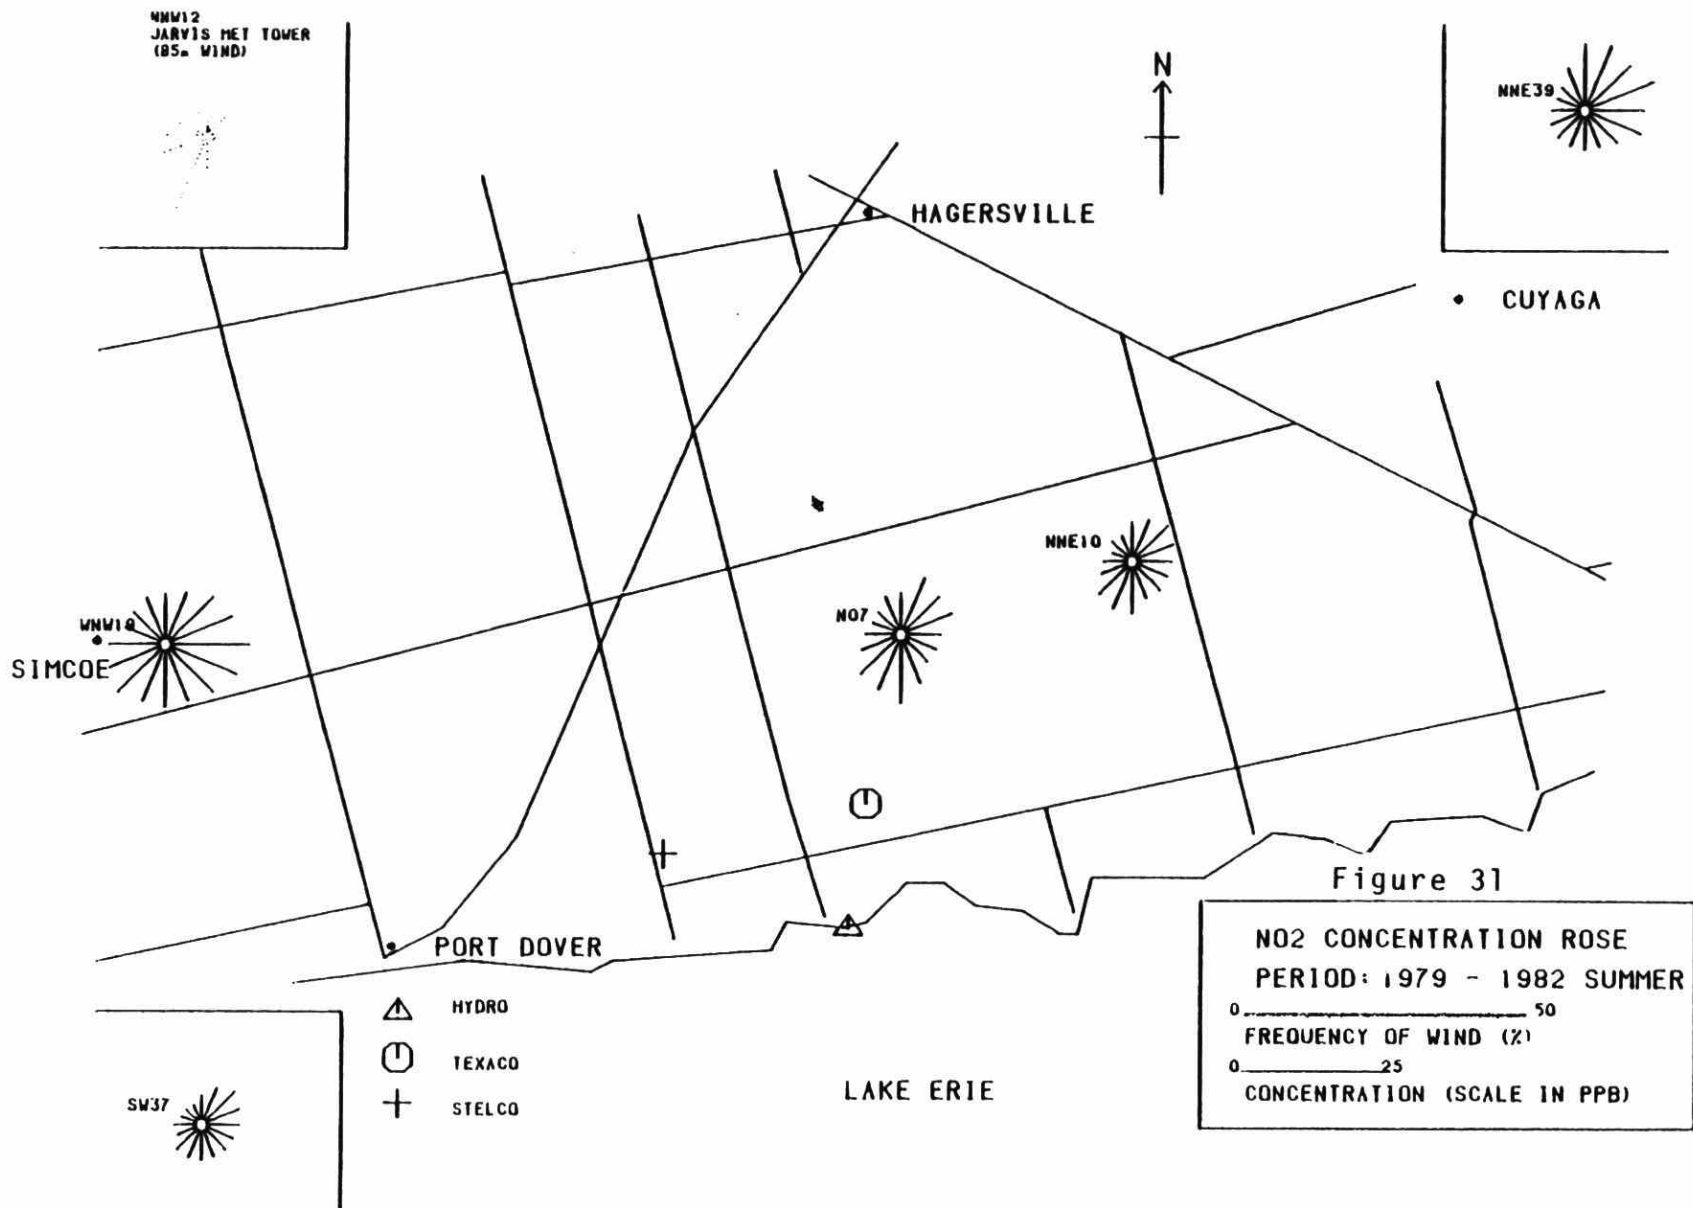 NNW12
JARVIS MET TOWER
(85m WIND)
N
NNE39
HAGERSVILLE
CUYAGA
NNE10
N07
WNW18
SIMCOE
PORT DOVER
HYDRO
TEXACO
STELCO
SW37
LAKE ERIE
Figure 31
NO2 CONCENTRATION ROSE
PERIOD: 1979 - 1982 SUMMER
0 50
FREQUENCY OF WIND (%)
0 25
CONCENTRATION (SCALE IN PPB)